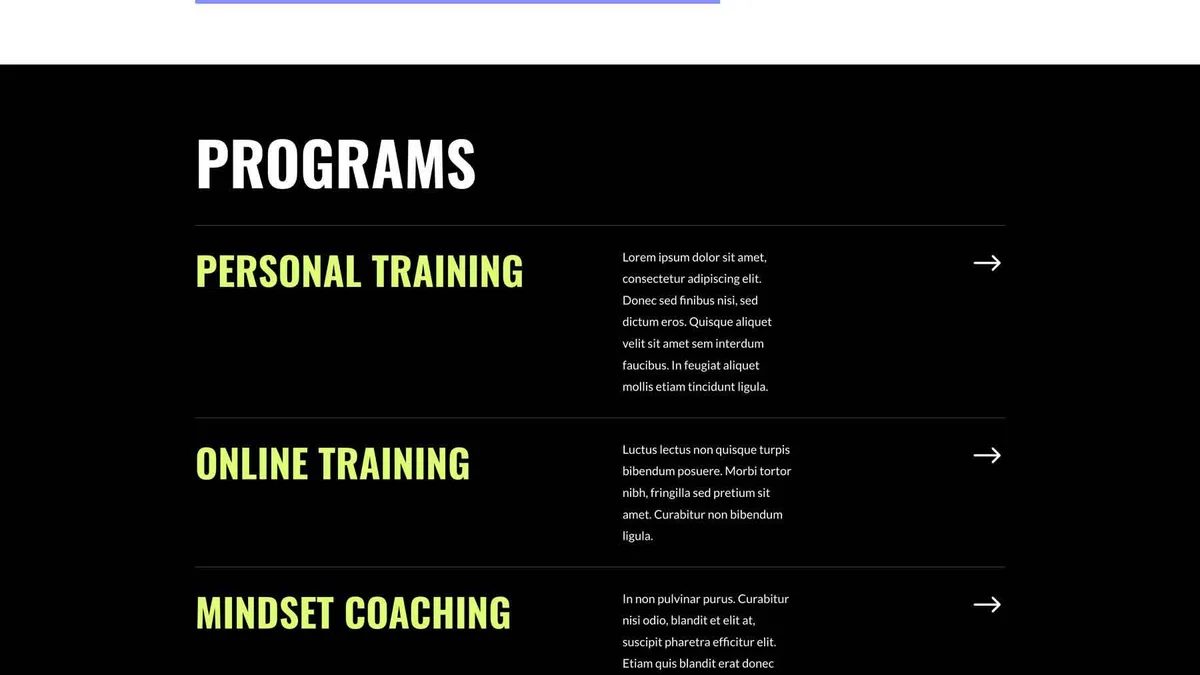 PROGRAMS
PERSONAL TRAINING
Lorem ipsum dolor sit amet,
consectetur adipiscing elit.
Donec sed finibus nisi, sed
dictum eros. Quisque aliquet
velit sit amet sem interdum
faucibus. In feugiat aliquet
mollis etiam tincidunt ligula.
ONLINE TRAINING
Luctus lectus non quisque turpis
bibendum posuere. Morbi tortor
nibh, fringilla sed pretium sit
amet. Curabitur non bibendum
ligula.
MINDSET COACHING
In non pulvinar purus. Curabitur
nisi odio, blandit et elit at,
suscipit pharetra efficitur elit.
Etiam quis blandit erat donec